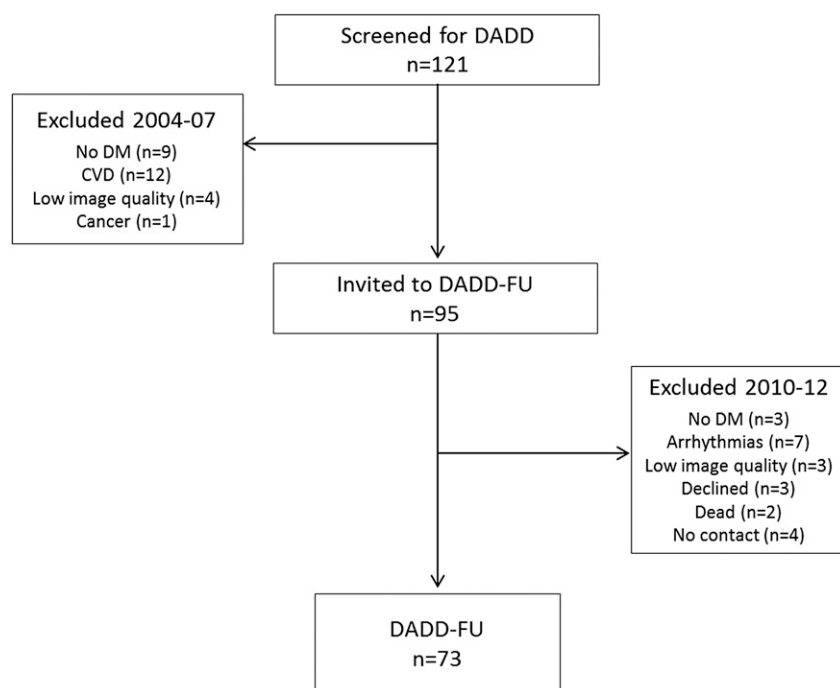 Screened for DADD
n=121
Excluded 2004-07
No DM (n=9)
CVD (n=12)
Low image quality (n=4)
Cancer (n=1)
Invited to DADD-FU
n=95
Excluded 2010-12
No DM (n=3)
Arrhythmias (n=7)
Low image quality (n=3)
Declined (n=3)
Dead (n=2)
No contact (n=4)
DADD-FU
n=73